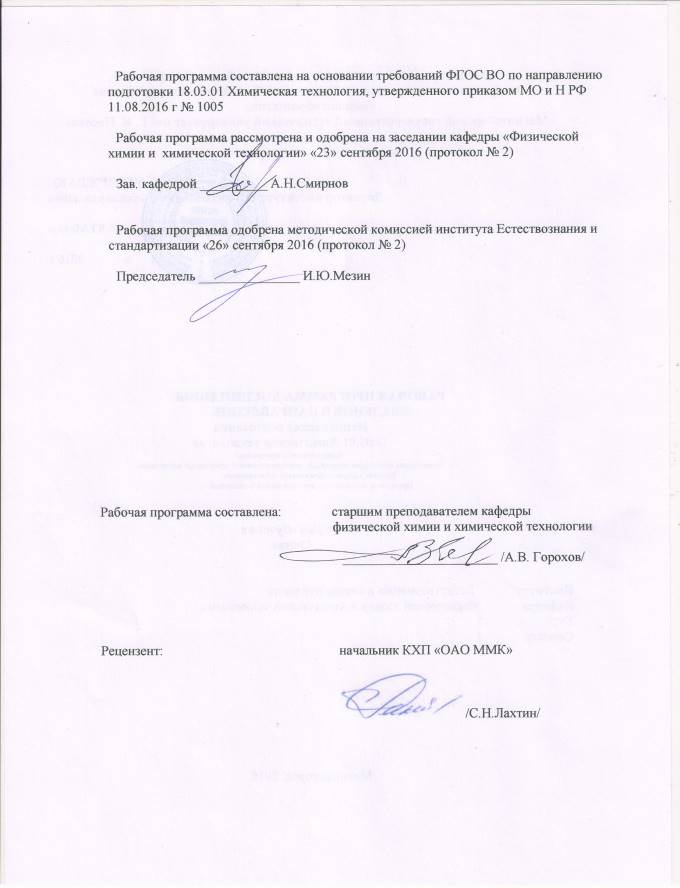 Рабочая программа составлена на основании требований ФГОС ВО по направлению
подготовки 18.03.01 Химическая технология, утвержденного приказом МО и Н РФ
11.08.2016 г № 1005
Рабочая программа рассмотрена и одобрена на заседании кафедры «Физической
химии и химической технологии» «23» сентября 2016 (протокол № 2)
Зав. кафедрой А.Н.Смирнов
Рабочая программа одобрена методической комиссией института Естествознания и
стандартизации «26» сентября 2016 (протокол № 2)
Председатель И.Ю.Мезин
Рабочая программа составлена: старшим преподавателем кафедры
физической химии и химической технологии
/А.В. Горохов/
Рецензент: начальник КХП «ОАО ММК»
/С.Н.Лахтин/